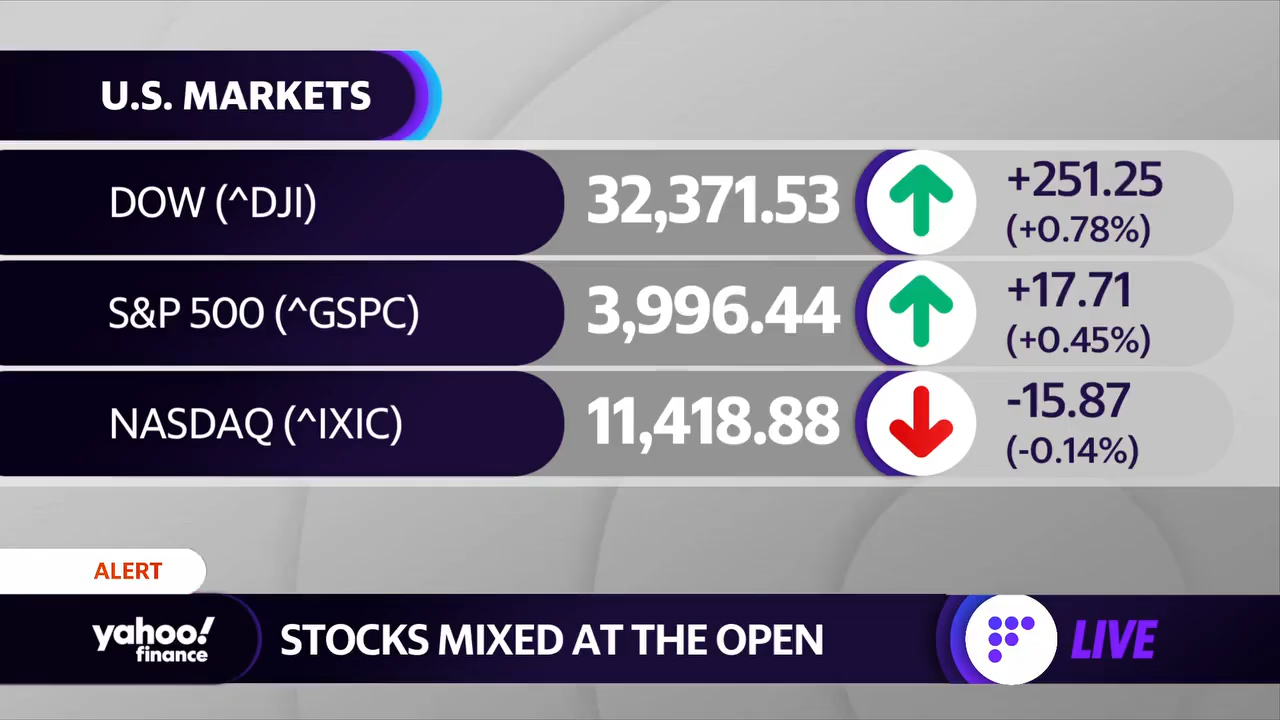 U.S. MARKETS
DOW (^DJI) 32,371.53 +251.25
(+0.78%)
S&P 500 (^GSPC) 3,996.44 +17.71
(+0.45%)
NASDAQ (^IXIC) 11,418.88 -15.87
(-0.14%)
ALERT
yahoo!
finance
STOCKS MIXED AT THE OPEN
LIVE